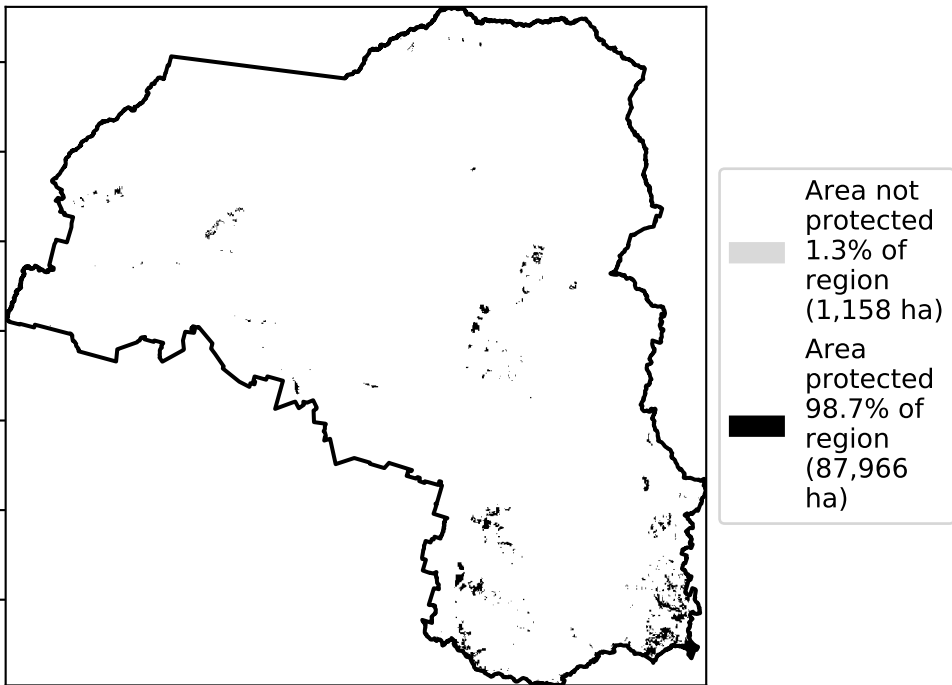 Area not
protected
1.3% of
region
(1,158 ha)
Area
protected
98.7% of
region
(87,966
ha)